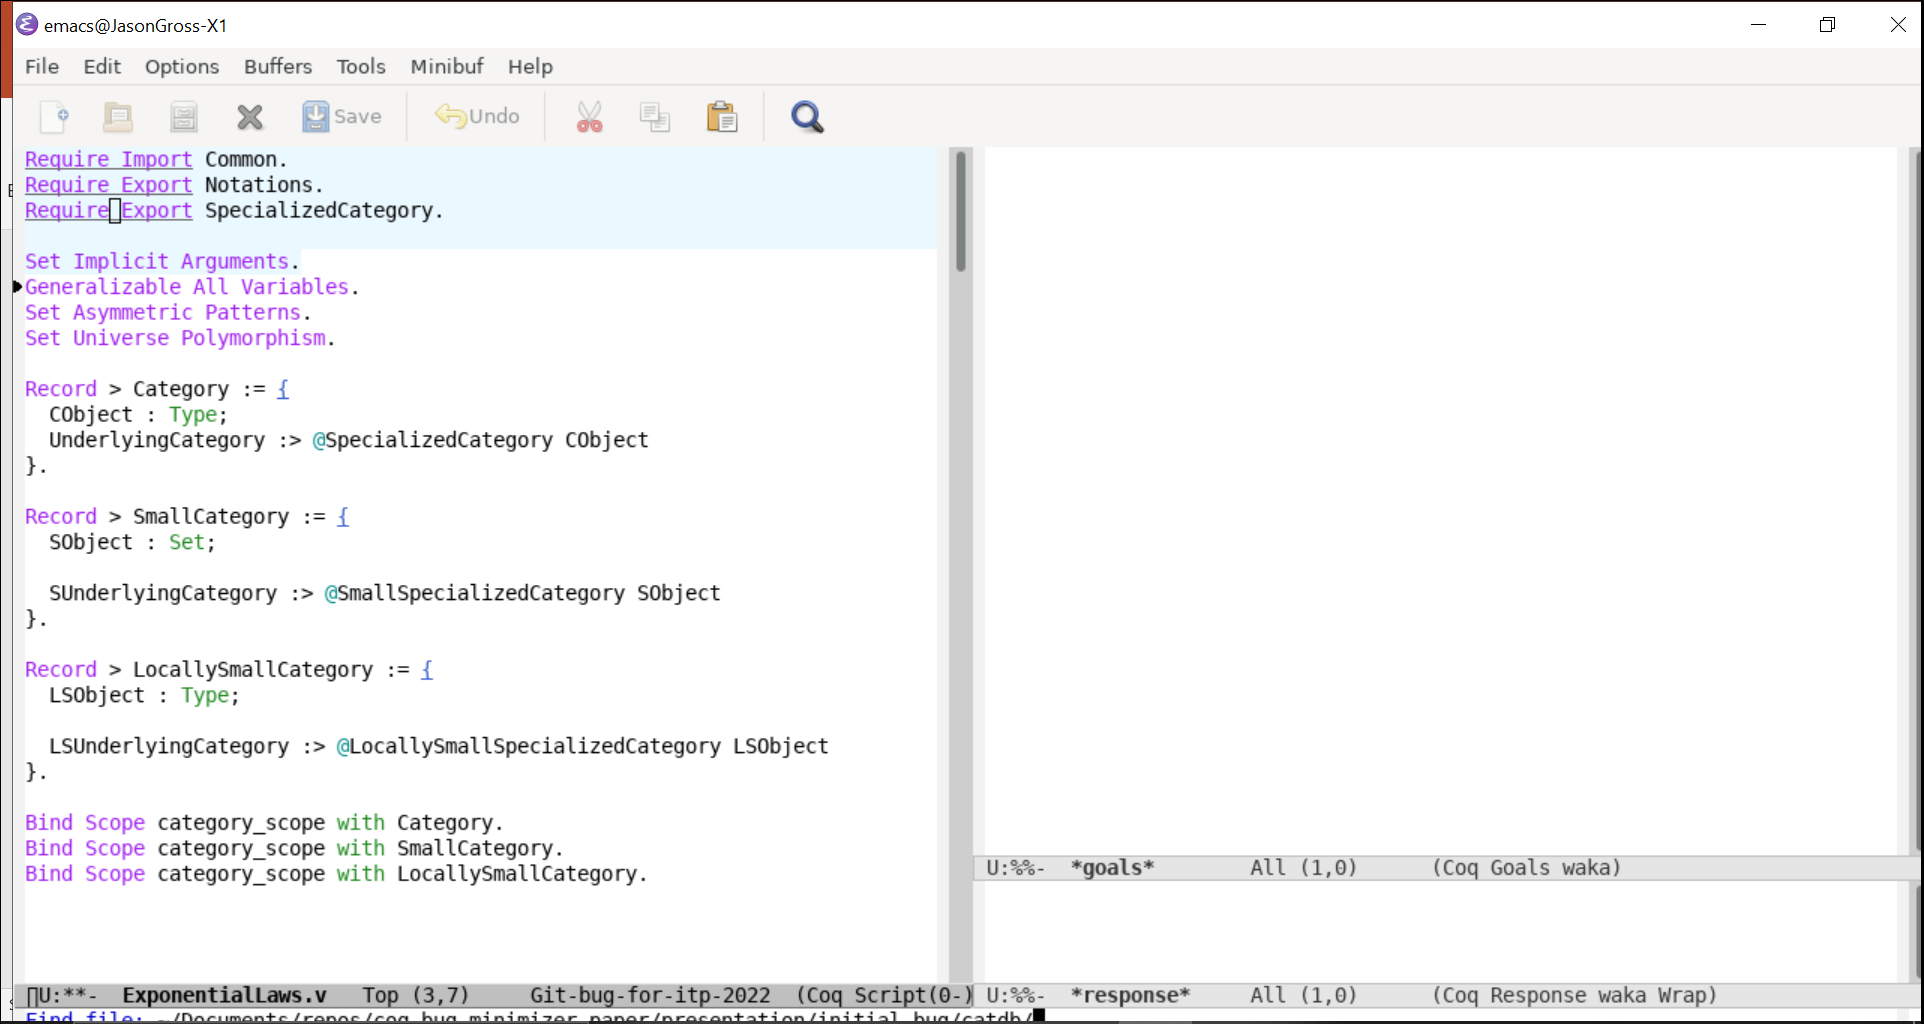 emacs@JasonGross-X1
File Edit Options Buffers Tools Minibuf Help
Save Undo
Require Import Common.
Require Export Notations.
Require Export SpecializedCategory.
Set Implicit Arguments.
Generalizable All Variables.
Set Asymmetric Patterns.
Set Universe Polymorphism.
Record > Category := {
CObject : Type;
UnderlyingCategory :> @SpecializedCategory CObject
}.
Record > SmallCategory := {
SObject : Set;
SUnderlyingCategory :> @SmallSpecializedCategory SObject
}.
Record > LocallySmallCategory := {
LSObject : Type;
LSUnderlyingCategory :> @LocallySmallSpecializedCategory LSObject
}.
Bind Scope category_scope with Category.
Bind Scope category_scope with SmallCategory.
Bind Scope category_scope with LocallySmallCategory.
U:**- ExponentialLaws.v Top (3,7) Git-bug-for-itp-2022 (Coq Script(0-)
U:%%- *goals* All (1,0) (Coq Goals waka)
U:%%- *response* All (1,0) (Coq Response waka Wrap)
Find file: ~/Documents/repos/coq-bug-minimizer-paper/presentation/initial_bug/catdb/